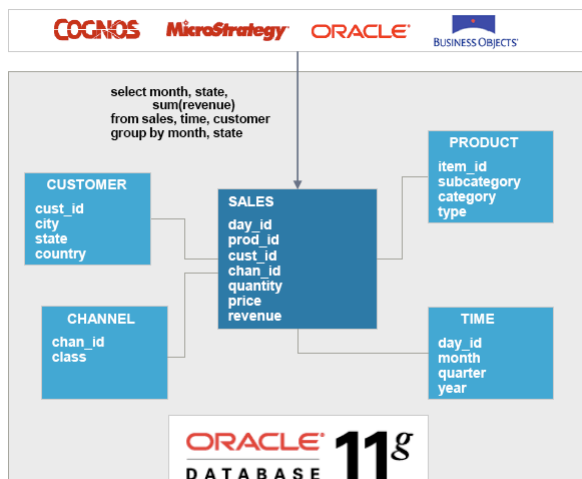 COGNOS
MicroStrategy
ORACLE
BUSINESS OBJECTS
select month, state,
sum(revenue)
from sales, time, customer
group by month, state
CUSTOMER
cust_id
city
state
country
SALES
day_id
prod_id
cust_id
chan_id
quantity
price
revenue
PRODUCT
item_id
subcategory
category
type
CHANNEL
chan_id
class
TIME
day_id
month
quarter
year
ORACLE
DATABASE
11g